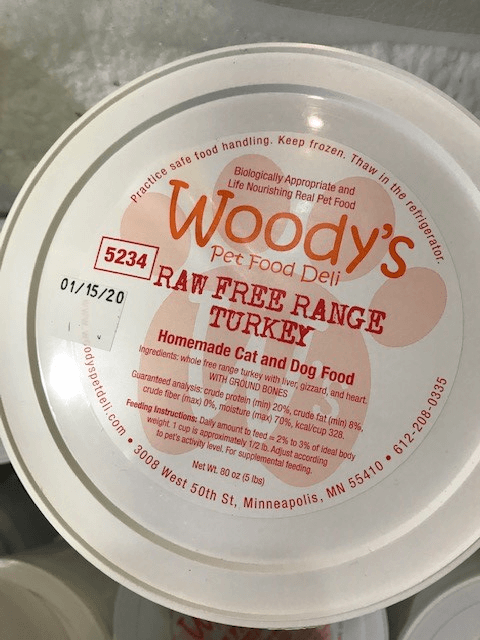 Practice safe food handling. Keep frozen. Thaw in the refrigerator.
Biologically Appropriate and
Life Nourishing Real Pet Food
Woody's
Pet Food Deli
5234
01/15/20
RAW FREE RANGE
TURKEY
Homemade Cat and Dog Food
Ingredients: whole free range turkey with liver, gizzard, and heart.
WITH GROUND BONES
Guaranteed analysis: crude protein (min) 20%, crude fat (min) 8%,
crude fiber (max) 0%, moisture (max) 70%, kcal/cup 328.
Feeding Instructions: Daily amount to feed = 2% to 3% of ideal body
weight. 1 cup is approximately 1/2 lb. Adjust according
to pet's activity level. For supplemental feeding.
Net Wt. 80 oz (5 lbs)
odyspetdeli.com • 3008 West 50th St, Minneapolis, MN 55410 • 612-208-0335